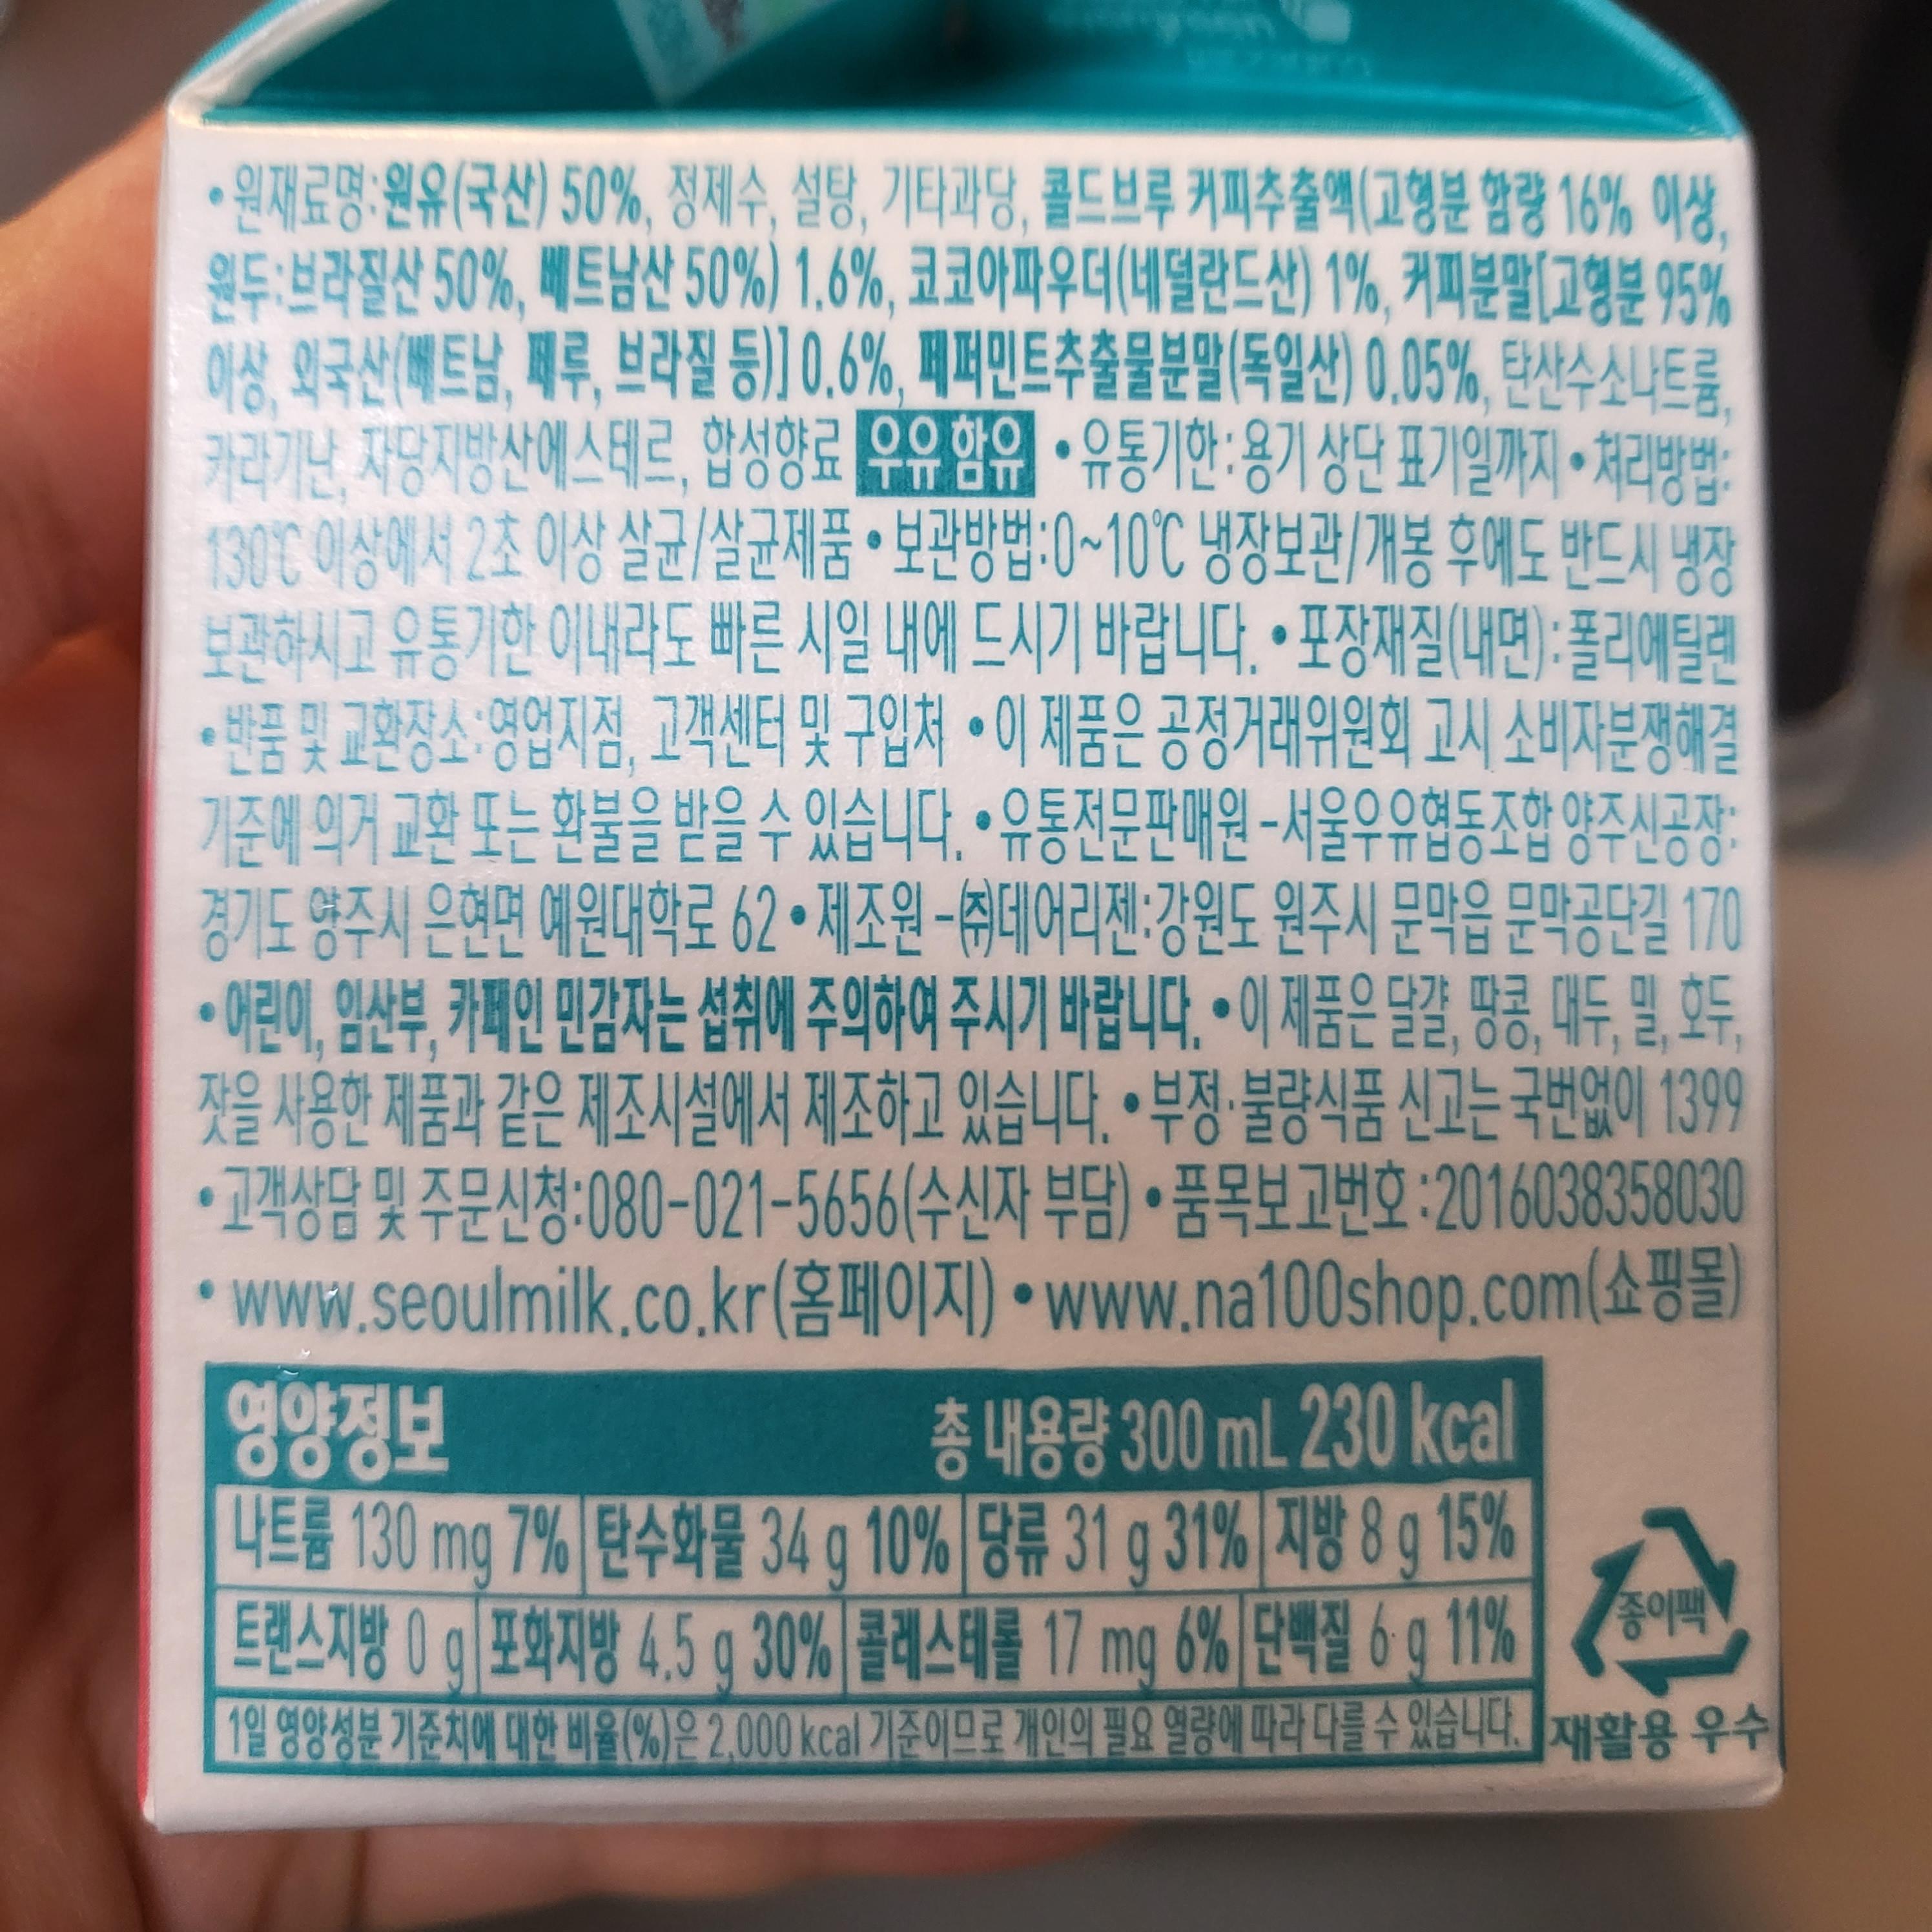 •원재료명:원유(국산) 50%, 정제수, 설탕, 기타과당, 콜드브루 커피추출액(고형분 함량 16% 이상,
원두:브라질산 50%, 베트남산 50%) 1.6%, 코코아파우더(네덜란드산) 1%, 커피분말[고형분 95%
이상, 외국산(베트남, 페루, 브라질 등)] 0.6%, 페퍼민트추출물분말(독일산) 0.05%, 탄산수소나트륨,
카라기난, 자당지방산에스테르, 합성향료 우유 함유 •유통기한:용기 상단 표기일까지 •처리방법:
130℃ 이상에서 2초 이상 살균/살균제품 •보관방법:0~10℃ 냉장보관/개봉 후에도 반드시 냉장
보관하시고 유통기한 이내라도 빠른 시일 내에 드시기 바랍니다. •포장재질(내면):폴리에틸렌
•반품 및 교환장소:영업지점, 고객센터 및 구입처 •이 제품은 공정거래위원회 고시 소비자분쟁해결
기준에 의거 교환 또는 환불을 받을 수 있습니다. •유통전문판매원-서울우유협동조합 양주신공장:
경기도 양주시 은현면 예원대학로 62 •제조원-㈜데어리젠:강원도 원주시 문막읍 문막공단길 170
•어린이, 임산부, 카페인 민감자는 섭취에 주의하여 주시기 바랍니다. •이 제품은 달걀, 땅콩, 대두, 밀, 호두,
잣을 사용한 제품과 같은 제조시설에서 제조하고 있습니다. •부정·불량식품 신고는 국번없이 1399
•고객상담 및 주문신청:080-021-5656(수신자 부담) •품목보고번호:2016038358030
•www.seoulmilk.co.kr(홈페이지) •www.na100shop.com(쇼핑몰)
영양정보 총 내용량 300 mL 230 kcal
나트륨 130 mg 7% 탄수화물 34 g 10% 당류 31 g 31% 지방 8 g 15%
트랜스지방 0 g 포화지방 4.5 g 30% 콜레스테롤 17 mg 6% 단백질 6 g 11%
1일 영양성분 기준치에 대한 비율(%)은 2,000 kcal 기준이므로 개인의 필요 열량에 따라 다를 수 있습니다.
종이팩
재활용 우수